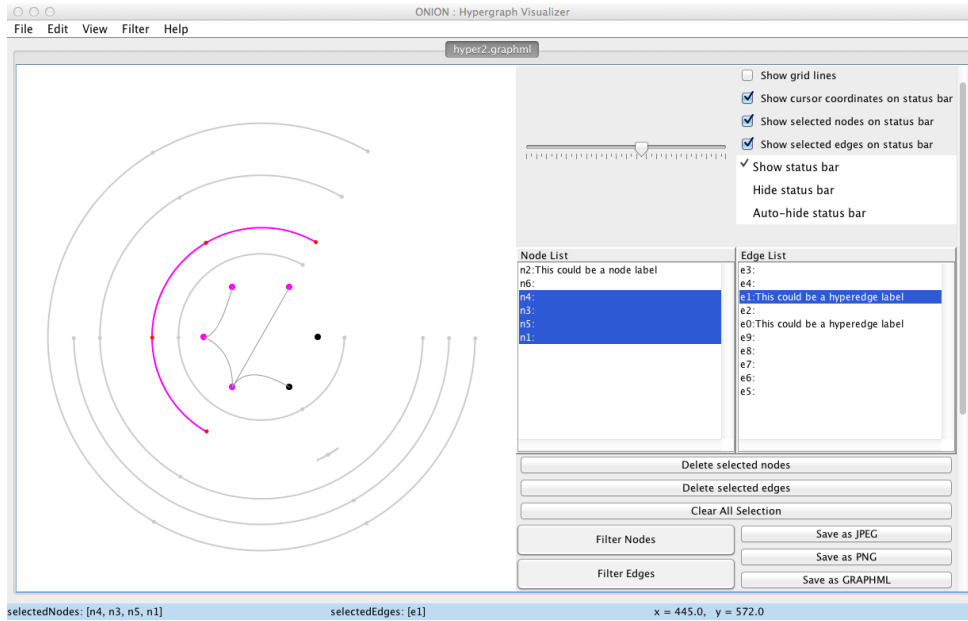 ONION : Hypergraph Visualizer
File Edit View Filter Help
hyper2.graphml
Show grid lines
Show cursor coordinates on status bar
Show selected nodes on status bar
Show selected edges on status bar
Show status bar
Hide status bar
Auto-hide status bar
Node List
n2:This could be a node label
n6:
n4:
n3:
n5:
n1:
Edge List
e3:
e4:
e1:This could be a hyperedge label
e2:
e0:This could be a hyperedge label
e9:
e8:
e7:
e6:
e5:
Delete selected nodes
Delete selected edges
Clear All Selection
Filter Nodes
Filter Edges
Save as JPEG
Save as PNG
Save as GRAPHML
selectedNodes: [n4, n3, n5, n1] selectedEdges: [e1] x = 445.0, y = 572.0